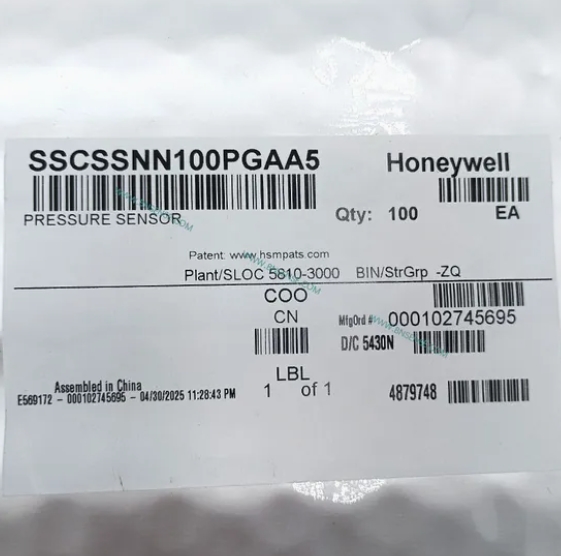 SSCSSNN100PGAA5 Honeywell
PRESSURE SENSOR Qty: 100 EA
Patent: www.hsmpats.com
Plant/SLOC 5810-3000 BIN/StrGrp -ZQ
COO
CN MfgOrd # 000102745695
D/C 5430N
LBL
Assembled in China 1 of 1 4879748
E569172 - 000102745695 - 04/30/2025 11:28:43 PM